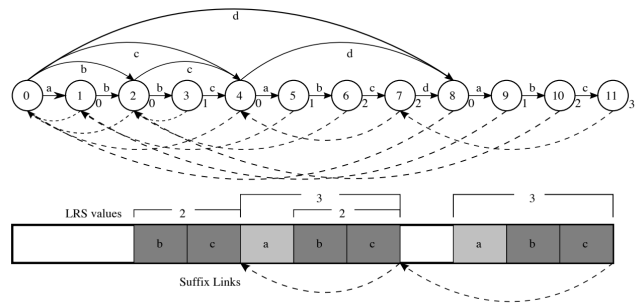 d
c
d
b
c
0 a 1 b 2 b 3 c 4 a 5 b 6 c 7 d 8 a 9 b 10 c 11
0 0 1 0 1 2 2 0 1 2 3
3 3
LRS values 2 2
b c a b c a b c
Suffix Links